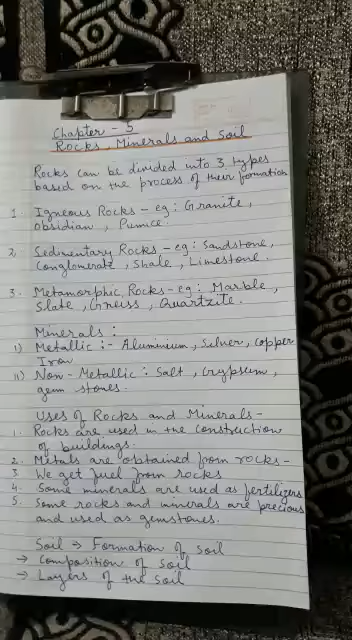 Chapter - 5
Rocks, Minerals and Soil
Rocks can be divided into 3 types
based on the process of their formation
1. Igneous Rocks - eg: Granite,
Obsidian, Pumice.
2. Sedimentary Rocks - eg: Sandstone,
Conglomerate, Shale, Limestone.
3. Metamorphic Rocks - eg: Marble,
Slate, Gneiss, Quartzite.
Minerals :
i) Metallic :- Aluminium, Silver, Copper
Iron
ii) Non-Metallic : Salt, Gypsum,
gem stones.
Uses of Rocks and Minerals -
1. Rocks are used in the construction
of buildings.
2. Metals are obtained from rocks -
3. We get fuel from rocks
4. Some minerals are used as fertilizers
5. Some rocks and minerals are precious
and used as gemstones.
Soil → Formation of soil
→ Composition of soil
→ Layers of the soil